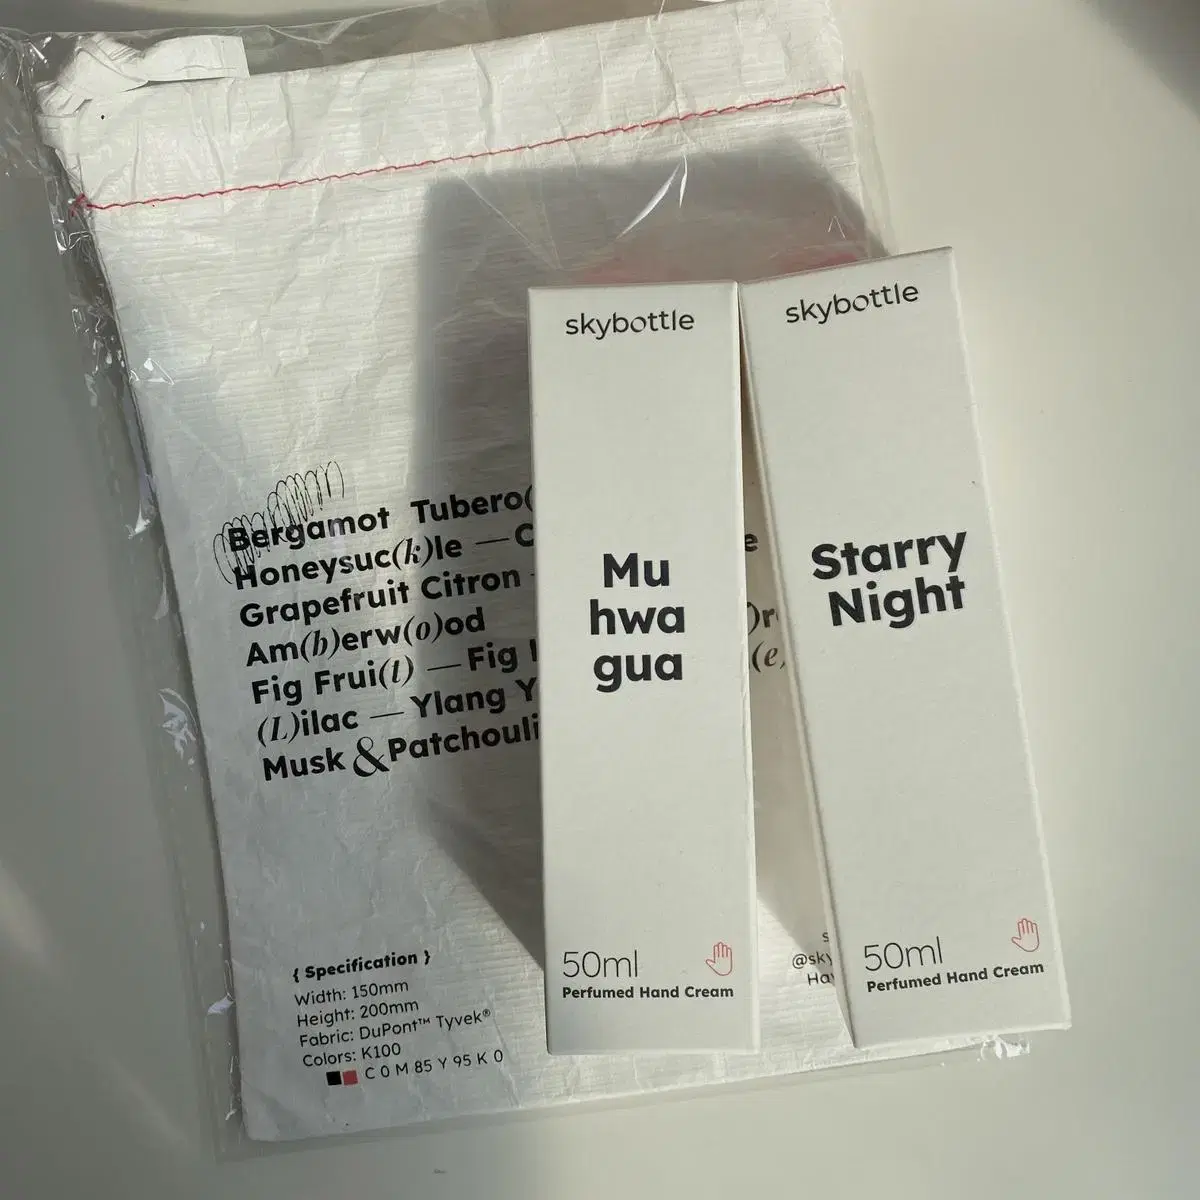 Bergamot Tubero(
Honeysuc(k)le — C
Grapefruit Citron
Am(b)erw(o)od
Fig Frui(t) — Fig
(L)ilac — Ylang Y
Musk & Patchouli
{ Specification }
Width: 150mm
Height: 200mm
Fabric: DuPont™ Tyvek®
Colors: K100
C 0 M 85 Y 95 K 0
@sky
skybottle
Mu
hwa
gua
50ml
Perfumed Hand Cream
skybottle
Starry
Night
50ml
Perfumed Hand Cream